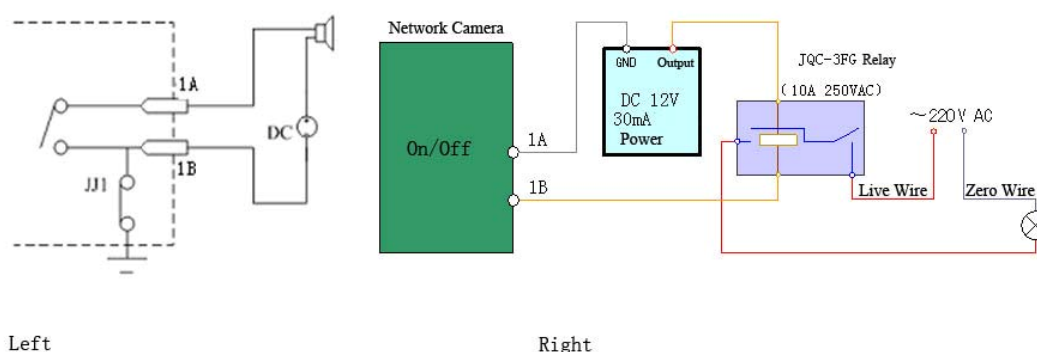 1A
DC
1B
JJ1
Left
Network Camera
On/Off
1A
1B
GND Output
DC 12V
30mA
Power
JQC-3FG Relay
(10A 250VAC)
~220V AC
Live Wire
Zero Wire
Right